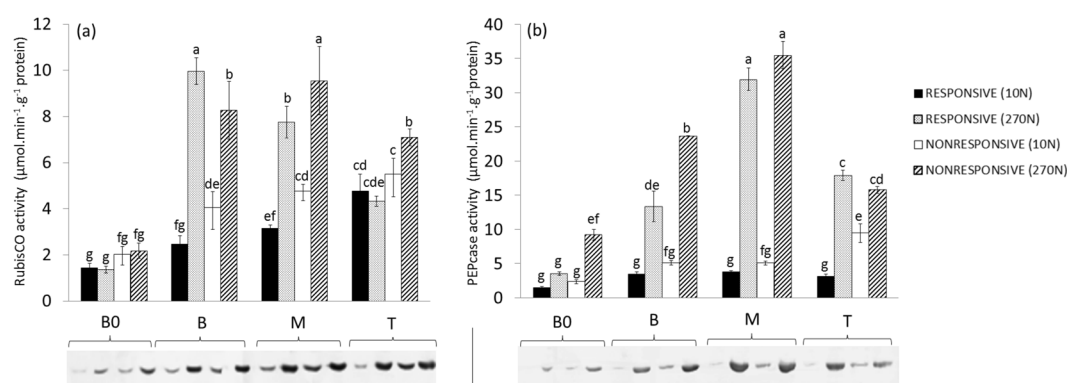 (a)
RubisCO activity (µmol.min⁻¹.g⁻¹ protein)
12
10
8
6
4
2
0
g g fg fg
fg a de b
ef b cd a
cd cde c b
B0 B M T
(b)
PEPcase activity (µmol.min⁻¹.g⁻¹protein)
40
35
30
25
20
15
10
5
0
g g g ef
g de fg b
g a fg a
g c e cd
B0 B M T
RESPONSIVE (10N)
RESPONSIVE (270N)
NONRESPONSIVE (10N)
NONRESPONSIVE (270N)